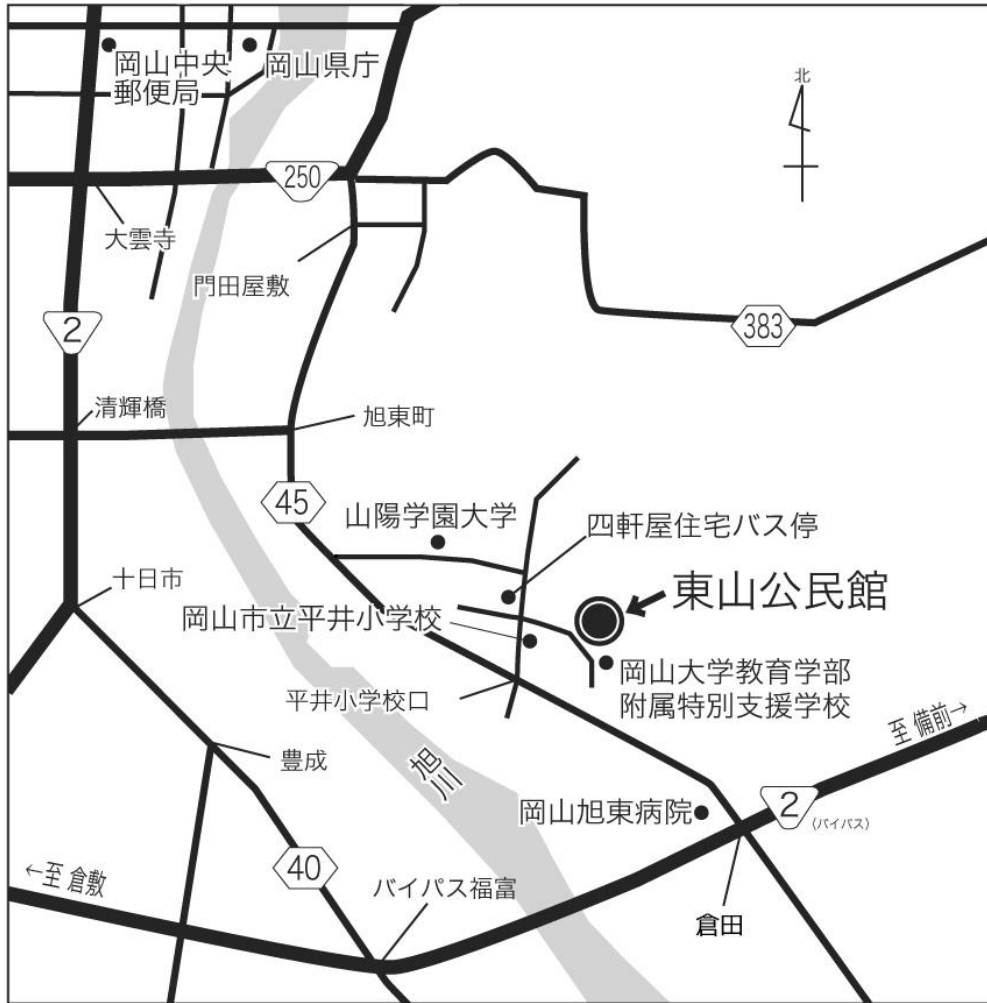 岡山中央
郵便局
岡山県庁
北
250
大雲寺
門田屋敷
2
383
清輝橋
旭東町
45
山陽学園大学
四軒屋住宅バス停
十日市
東山公民館
岡山市立平井小学校
岡山大学教育学部
附属特別支援学校
平井小学校口
至 備前→
豊成
旭川
岡山旭東病院
2
(バイパス)
40
←至 倉敷
バイパス福富
倉田